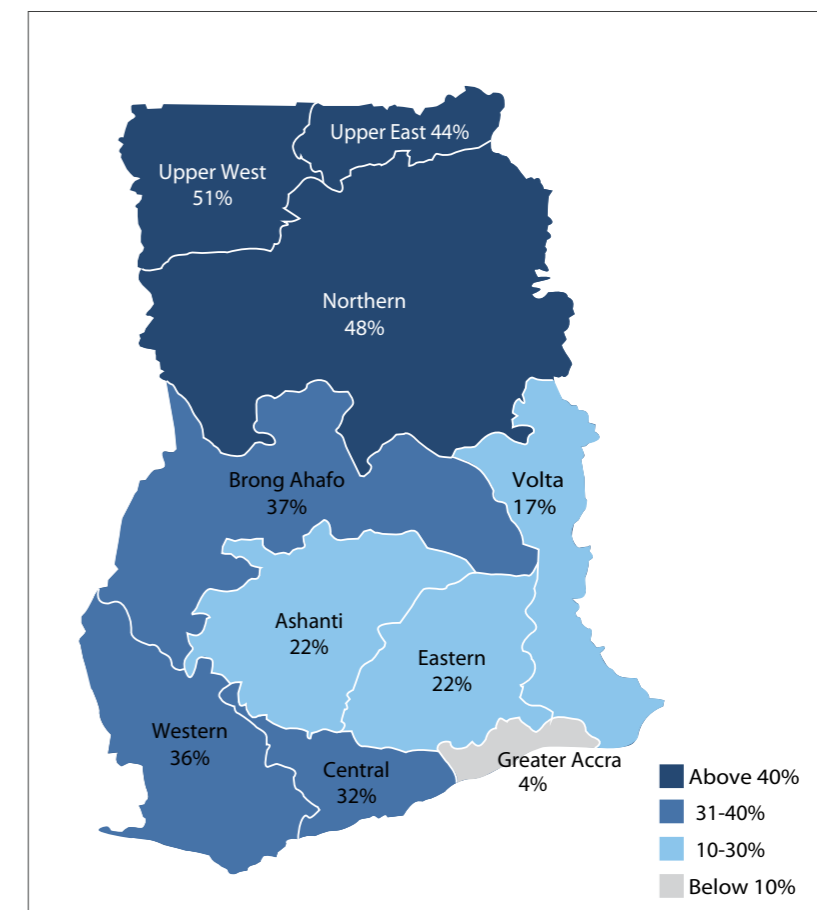 Upper East 44%
Upper West
51%
Northern
48%
Brong Ahafo
37%
Volta
17%
Ashanti
22%
Eastern
22%
Western
36%
Central
32%
Greater Accra
4%
Above 40%
31-40%
10-30%
Below 10%